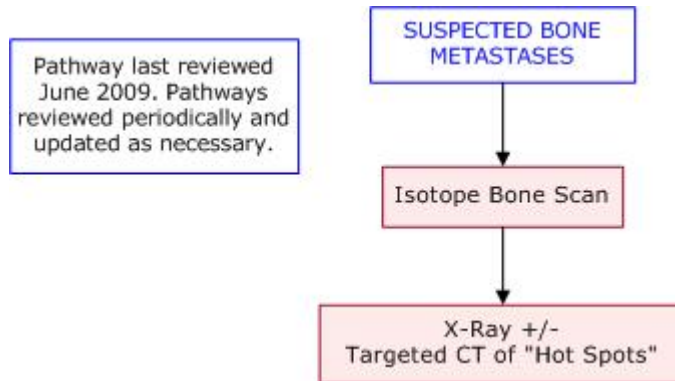 SUSPECTED BONE
METASTASES
Pathway last reviewed
June 2009. Pathways
reviewed periodically and
updated as necessary.
Isotope Bone Scan
X-Ray +/-
Targeted CT of "Hot Spots"